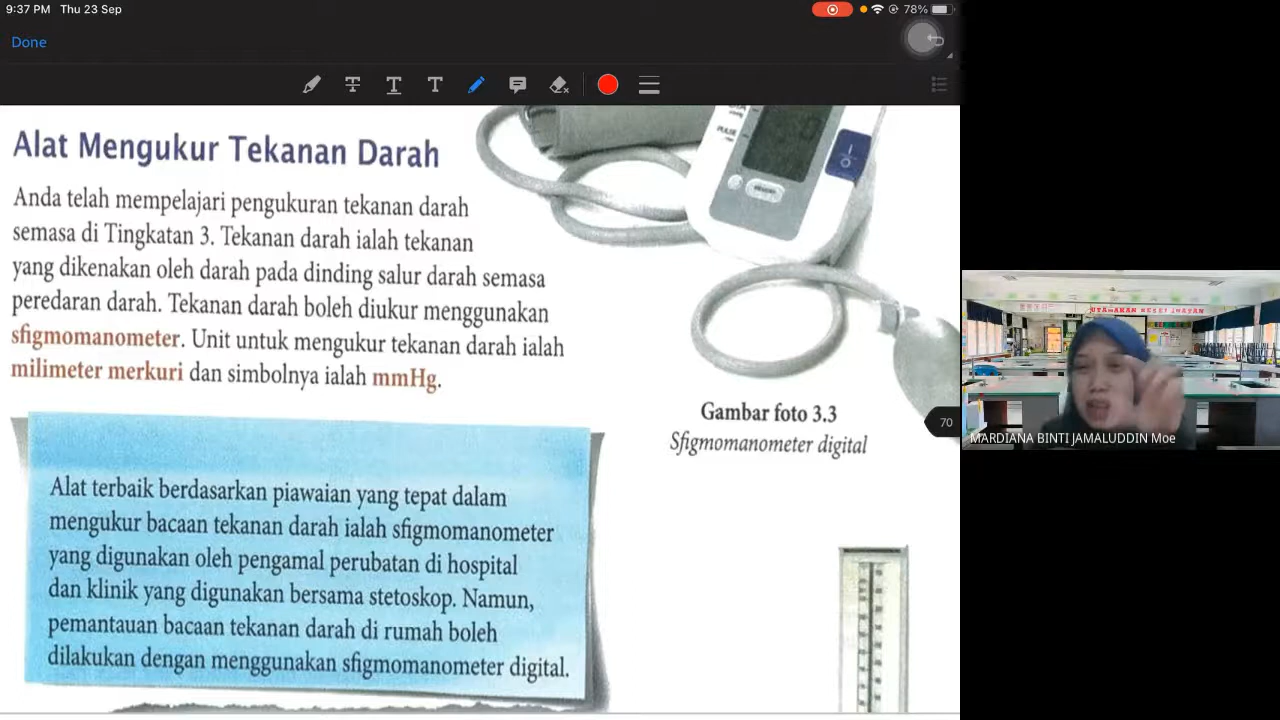 9:37 PM Thu 23 Sep
78%
Done
Alat Mengukur Tekanan Darah
Anda telah mempelajari pengukuran tekanan darah
semasa di Tingkatan 3. Tekanan darah ialah tekanan
yang dikenakan oleh darah pada dinding salur darah semasa
peredaran darah. Tekanan darah boleh diukur menggunakan
sfigmomanometer. Unit untuk mengukur tekanan darah ialah
milimeter merkuri dan simbolnya ialah mmHg.
PULSE
Gambar foto 3.3
Sfigmomanometer digital
70
Alat terbaik berdasarkan piawaian yang tepat dalam
mengukur bacaan tekanan darah ialah sfigmomanometer
yang digunakan oleh pengamal perubatan di hospital
dan klinik yang digunakan bersama stetoskop. Namun,
pemantauan bacaan tekanan darah di rumah boleh
dilakukan dengan menggunakan sfigmomanometer digital.
UTAMAKAN KESELAMATAN
MARDIANA BINTI JAMALUDDIN Moe